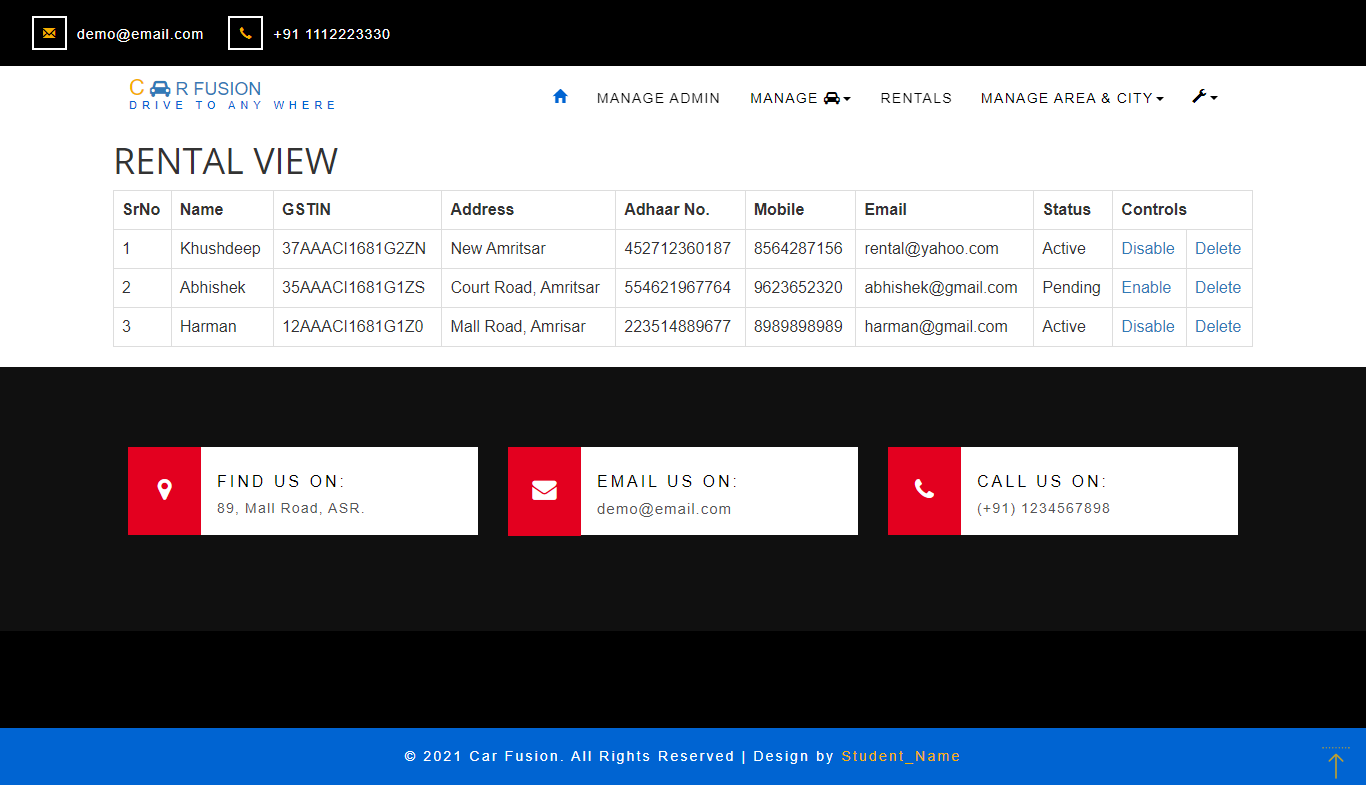 demo@email.com +91 1112223330
C R FUSION
DRIVE TO ANY WHERE
MANAGE ADMIN MANAGE RENTALS MANAGE AREA & CITY
RENTAL VIEW
SrNo Name GSTIN Address Adhaar No. Mobile Email Status Controls
1 Khushdeep 37AAACI1681G2ZN New Amritsar 452712360187 8564287156 rental@yahoo.com Active Disable Delete
2 Abhishek 35AAACI1681G1ZS Court Road, Amritsar 554621967764 9623652320 abhishek@gmail.com Pending Enable Delete
3 Harman 12AAACI1681G1Z0 Mall Road, Amrisar 223514889677 8989898989 harman@gmail.com Active Disable Delete
FIND US ON: EMAIL US ON: CALL US ON:
89, Mall Road, ASR. demo@email.com (+91) 1234567898
© 2021 Car Fusion. All Rights Reserved | Design by Student_Name